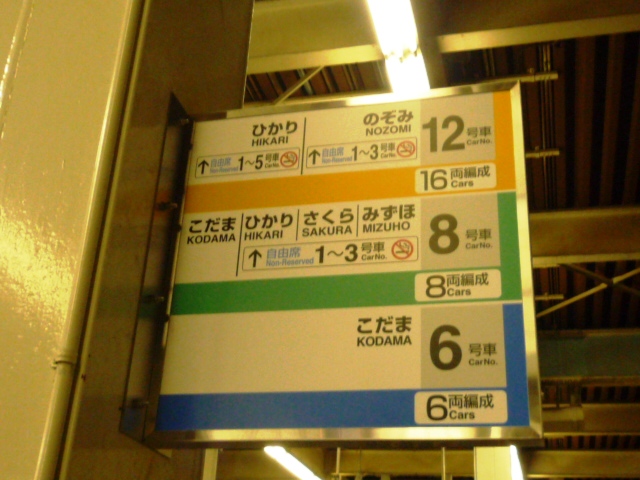 ひかり
HIKARI
のぞみ
NOZOMI
自由席
Non-Reserved
1～5 号車
Car No.
自由席
Non-Reserved
1～3 号車
Car No.
12 号車
Car No.
16 両編成
Cars
こだま
KODAMA
ひかり
HIKARI
さくら
SAKURA
みずほ
MIZUHO
自由席
Non-Reserved
1～3 号車
Car No.
8 号車
Car No.
8 両編成
Cars
こだま
KODAMA
6 号車
Car No.
6 両編成
Cars